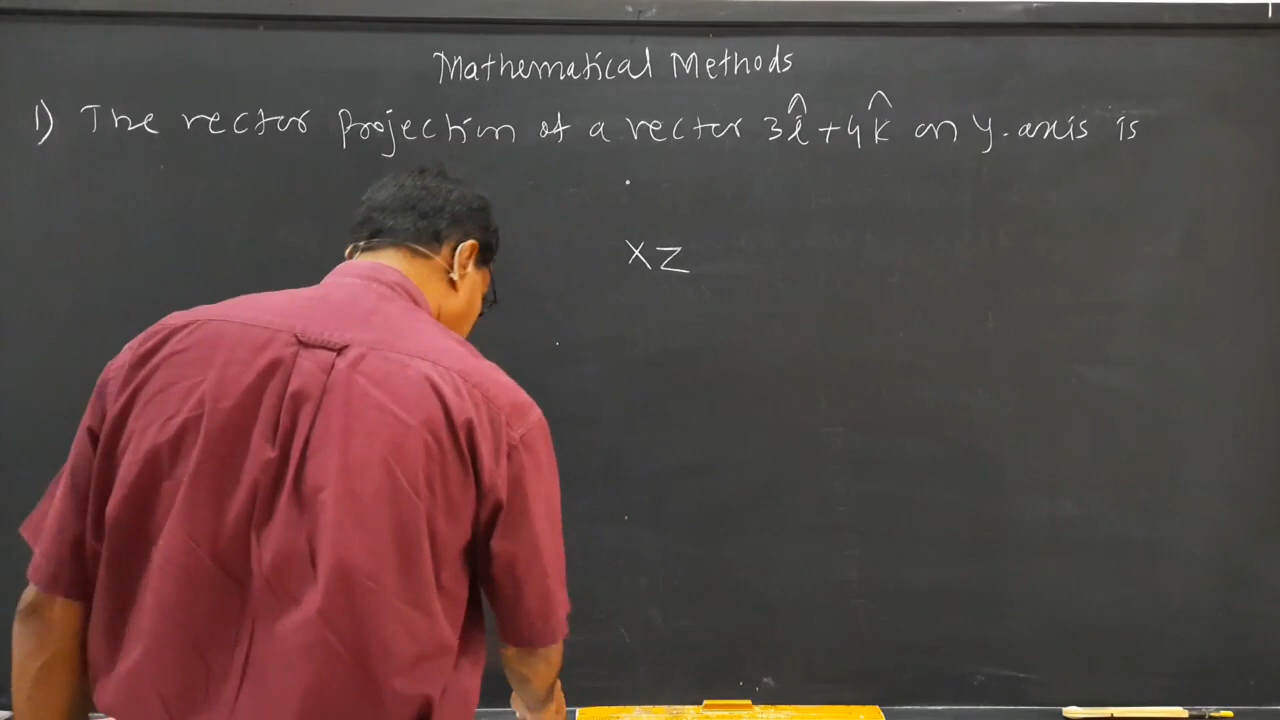 Mathematical Methods
1) The vector projection of a vector 3î+4k̂ on y-axis is
XZ